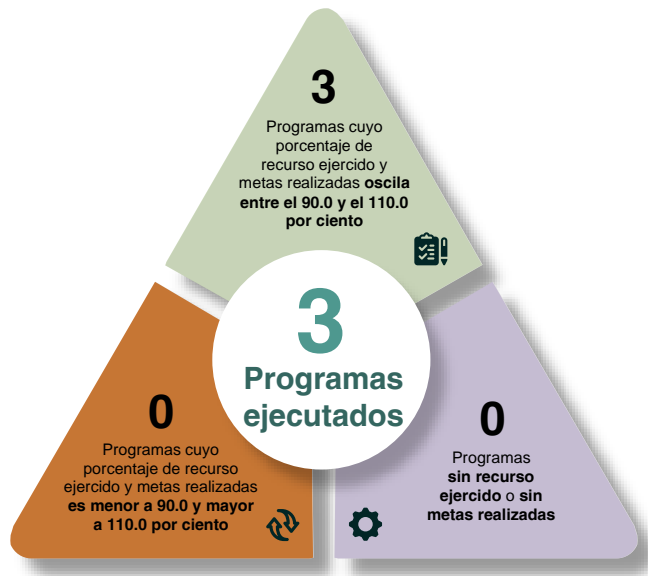 3
Programas cuyo
porcentaje de
recurso ejercido y
metas realizadas oscila
entre el 90.0 y el 110.0
por ciento
3
Programas
ejecutados
0
Programas cuyo
porcentaje de recurso
ejercido y metas realizadas
es menor a 90.0 y mayor
a 110.0 por ciento
0
Programas
sin recurso
ejercido o sin
metas realizadas